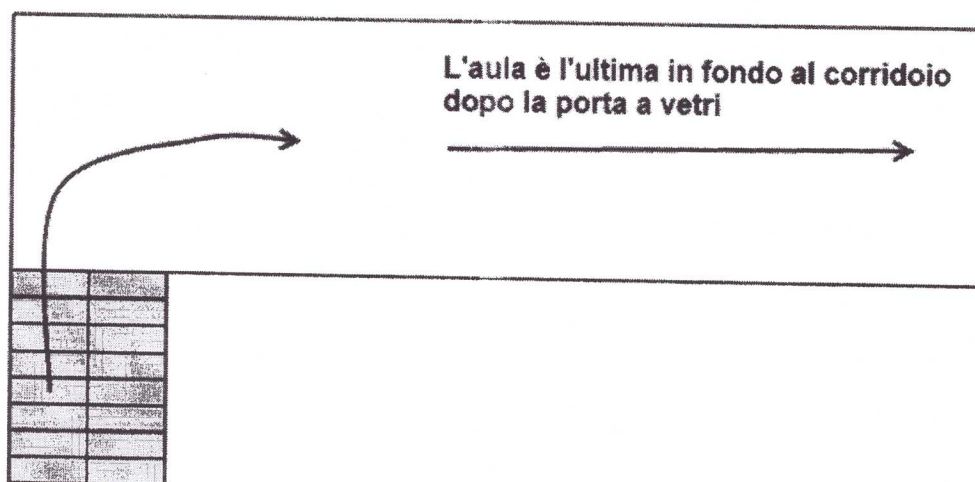 L'aula è l'ultima in fondo al corridoio
dopo la porta a vetri